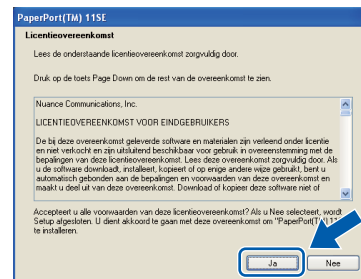 PaperPort(TM) 11SE
Licentieovereenkomst
Lees de onderstaande licentieovereenkomst zorgvuldig door.
Druk op de toets Page Down om de rest van de overeenkomst te zien.
Nuance Communications, Inc.
LICENTIEOVEREENKOMST VOOR EINDGEBRUIKERS
De bij deze overeenkomst geleverde software en materialen zijn verleend onder licentie
en niet verkocht en zijn uitsluitend beschikbaar voor gebruik in overeenstemming met de
bepalingen van deze licentieovereenkomst. Lees deze overeenkomst zorgvuldig door. Als
u de software downloadt, installeert, kopieert of op enige andere wijze gebruikt, bent u
automatisch gebonden aan de bepalingen en voorwaarden van deze overeenkomst en
maakt u deel uit van deze overeenkomst. Download of kopieer deze software niet of
Accepteert u alle voorwaarden van deze licentieovereenkomst? Als u Nee selecteert, wordt
Setup afgesloten. U dient akkoord te gaan met deze overeenkomst om "PaperPort(TM) 11
te installeren.
Ja
Nee